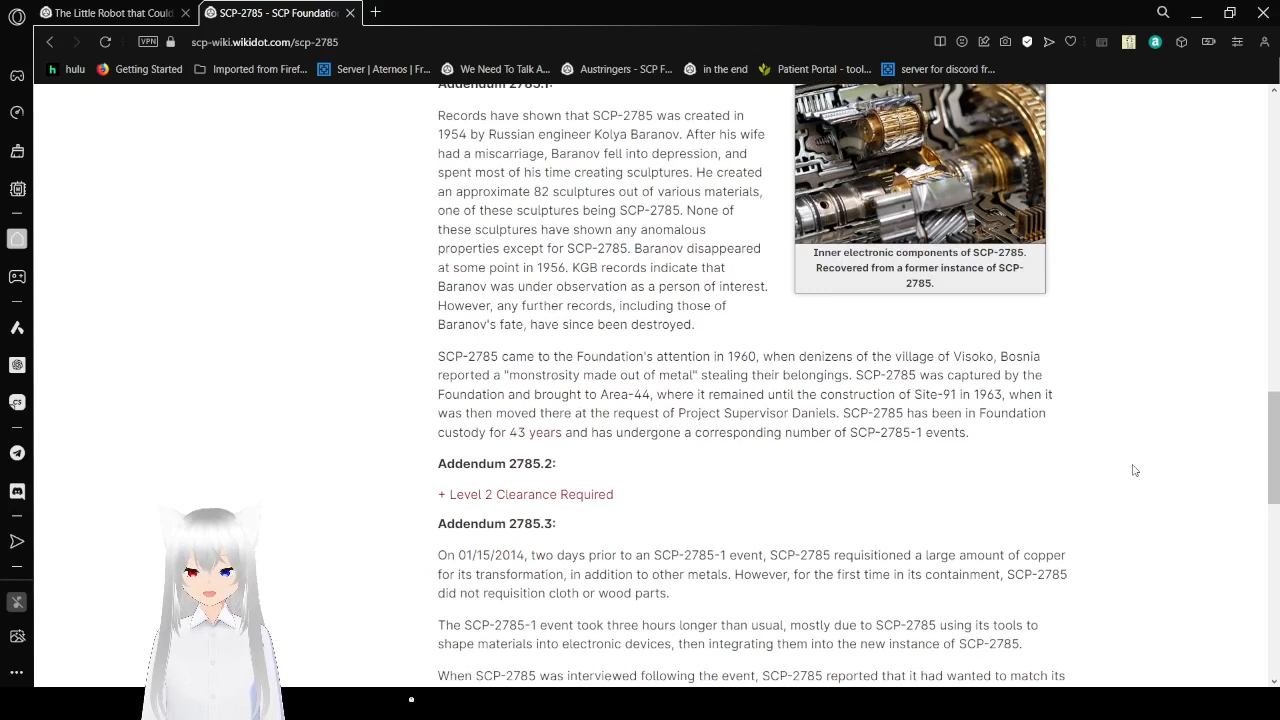 The Little Robot that Could
SCP-2785 - SCP Foundation
VPN
scp-wiki.wikidot.com/scp-2785
hulu
Getting Started
Imported from Firef...
Server | Aternos | Fr...
We Need To Talk A...
Austringers - SCP F...
in the end
Patient Portal - tool...
server for discord fr...
Addendum 2785.1:
Records have shown that SCP-2785 was created in
1954 by Russian engineer Kolya Baranov. After his wife
had a miscarriage, Baranov fell into depression, and
spent most of his time creating sculptures. He created
an approximate 82 sculptures out of various materials,
one of these sculptures being SCP-2785. None of
these sculptures have shown any anomalous
properties except for SCP-2785. Baranov disappeared
at some point in 1956. KGB records indicate that
Baranov was under observation as a person of interest.
However, any further records, including those of
Baranov's fate, have since been destroyed.
Inner electronic components of SCP-2785.
Recovered from a former instance of SCP-
2785.
SCP-2785 came to the Foundation's attention in 1960, when denizens of the village of Visoko, Bosnia
reported a "monstrosity made out of metal" stealing their belongings. SCP-2785 was captured by the
Foundation and brought to Area-44, where it remained until the construction of Site-91 in 1963, when it
was then moved there at the request of Project Supervisor Daniels. SCP-2785 has been in Foundation
custody for 43 years and has undergone a corresponding number of SCP-2785-1 events.
Addendum 2785.2:
+ Level 2 Clearance Required
Addendum 2785.3:
On 01/15/2014, two days prior to an SCP-2785-1 event, SCP-2785 requisitioned a large amount of copper
for its transformation, in addition to other metals. However, for the first time in its containment, SCP-2785
did not requisition cloth or wood parts.
The SCP-2785-1 event took three hours longer than usual, mostly due to SCP-2785 using its tools to
shape materials into electronic devices, then integrating them into the new instance of SCP-2785.
When SCP-2785 was interviewed following the event, SCP-2785 reported that it had wanted to match its